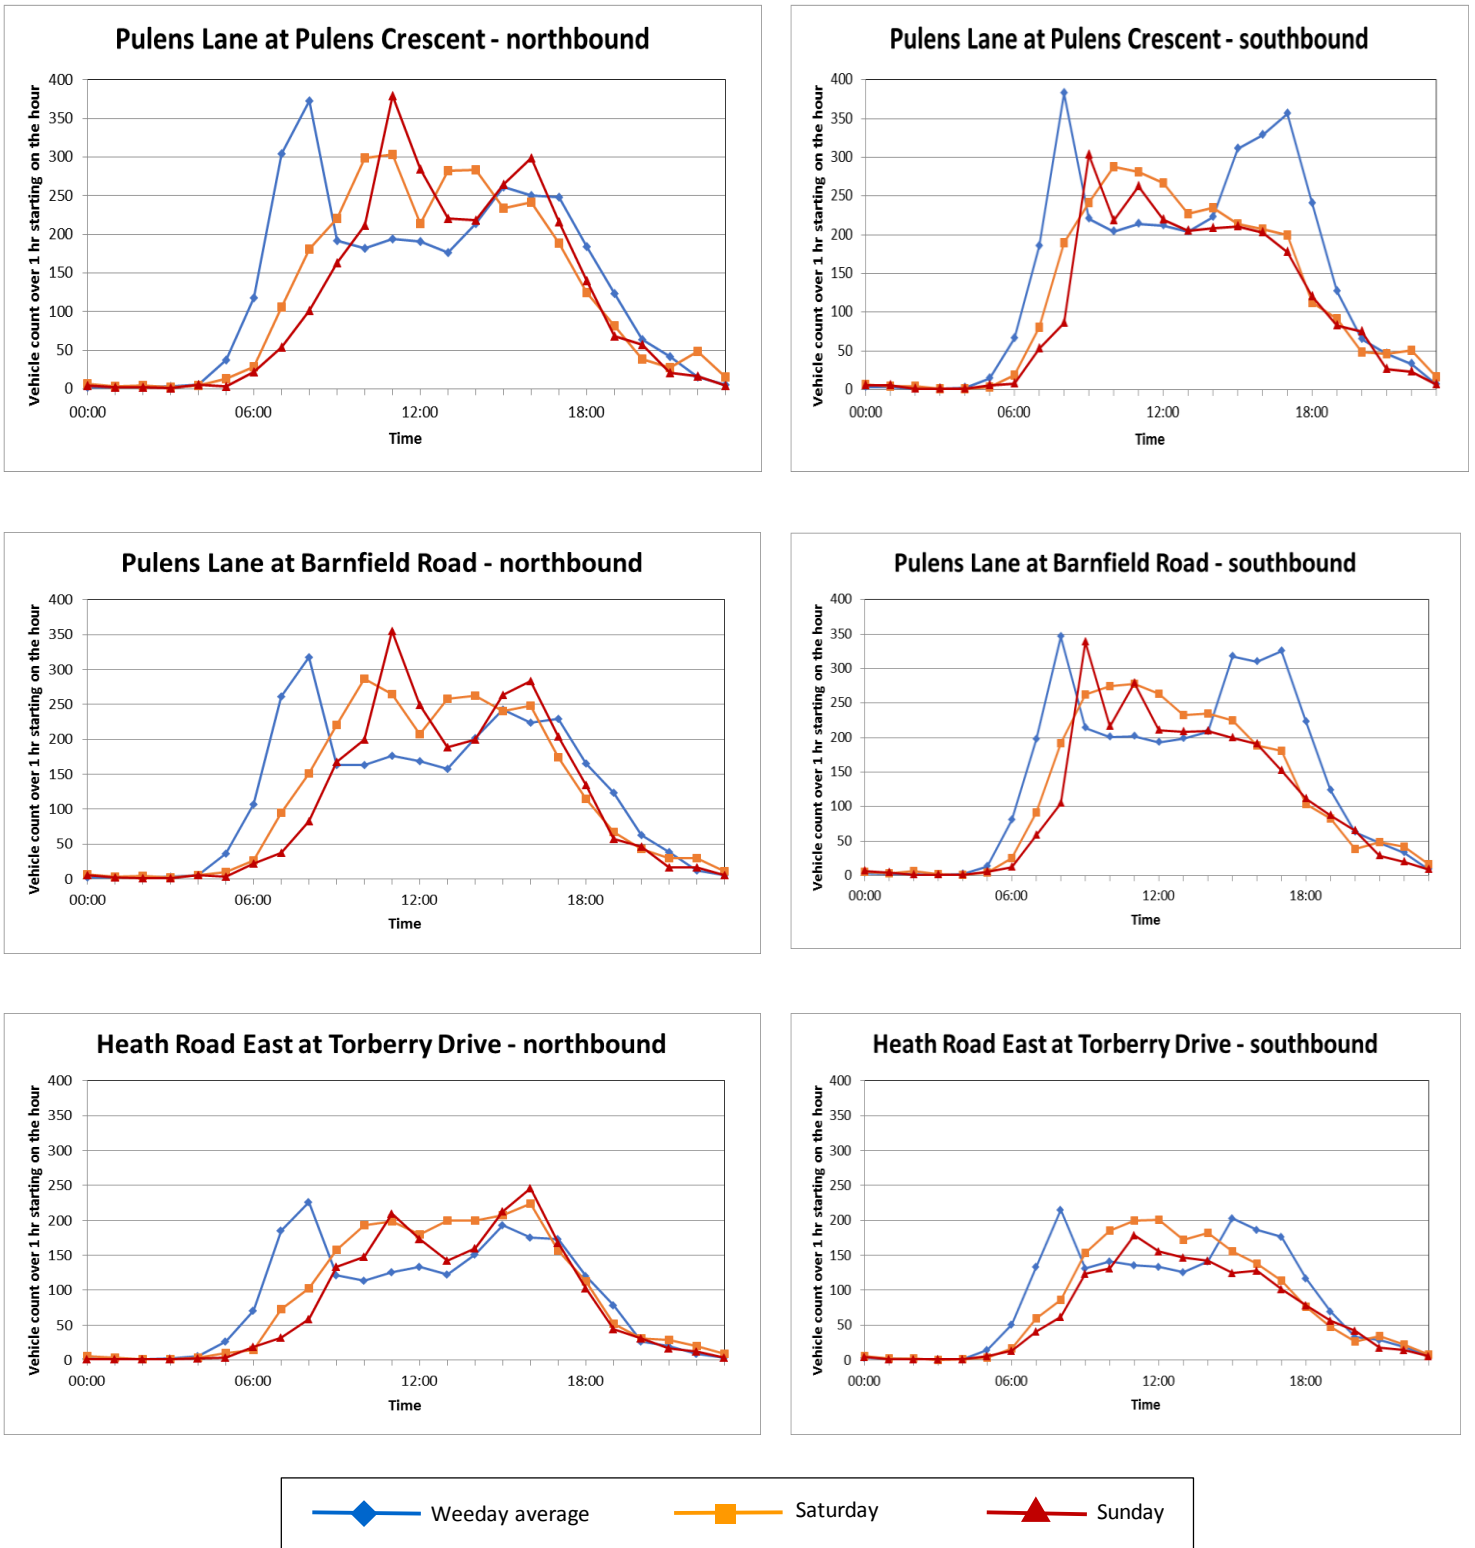 Pulens Lane at Pulens Crescent - northbound
Vehicle count over 1 hr starting on the hour
400
350
300
250
200
150
100
50
0
00:00 06:00 12:00 18:00
Time
Pulens Lane at Pulens Crescent - southbound
Vehicle count over 1 hr starting on the hour
400
350
300
250
200
150
100
50
0
00:00 06:00 12:00 18:00
Time
Pulens Lane at Barnfield Road - northbound
Vehicle count over 1 hr starting on the hour
400
350
300
250
200
150
100
50
0
00:00 06:00 12:00 18:00
Time
Pulens Lane at Barnfield Road - southbound
Vehicle count over 1 hr starting on the hour
400
350
300
250
200
150
100
50
0
00:00 06:00 12:00 18:00
Time
Heath Road East at Torberry Drive - northbound
Vehicle count over 1 hr starting on the hour
400
350
300
250
200
150
100
50
0
00:00 06:00 12:00 18:00
Time
Heath Road East at Torberry Drive - southbound
Vehicle count over 1 hr starting on the hour
400
350
300
250
200
150
100
50
0
00:00 06:00 12:00 18:00
Time
Weeday average Saturday Sunday